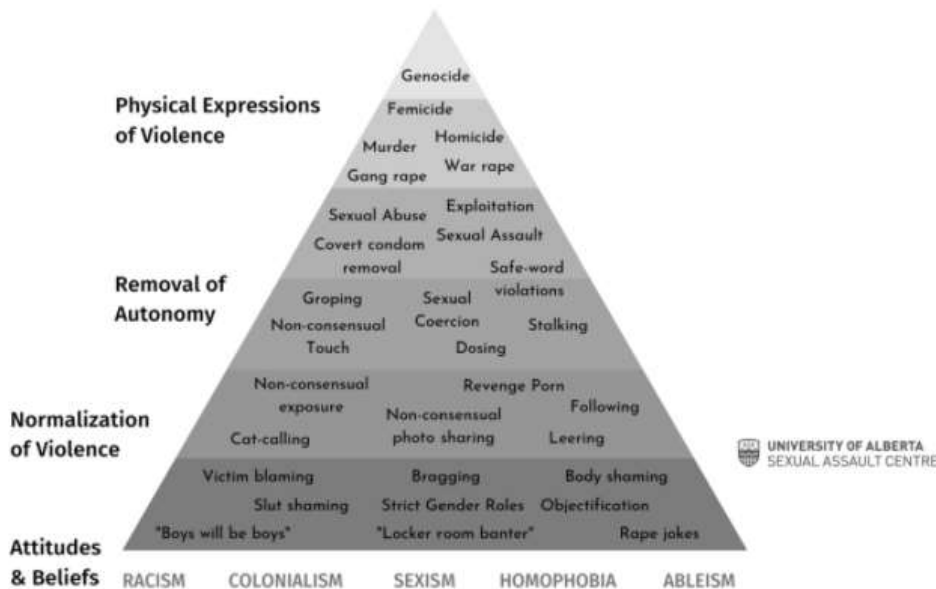 Genocide
Physical Expressions
of Violence
Femicide
Homicide
Murder
War rape
Gang rape
Exploitation
Sexual Abuse
Sexual Assault
Covert condom
removal
Safe-word
violations
Removal of
Autonomy
Groping
Sexual
Coercion
Non-consensual
Touch
Stalking
Dosing
Non-consensual
exposure
Revenge Porn
Following
Normalization
of Violence
Non-consensual
photo sharing
Cat-calling
Leering
UNIVERSITY OF ALBERTA
SEXUAL ASSAULT CENTRE
Victim blaming
Bragging
Body shaming
Slut shaming
Strict Gender Roles
Objectification
"Boys will be boys"
"Locker room banter"
Rape jokes
Attitudes
& Beliefs
RACISM COLONIALISM SEXISM HOMOPHOBIA ABLEISM